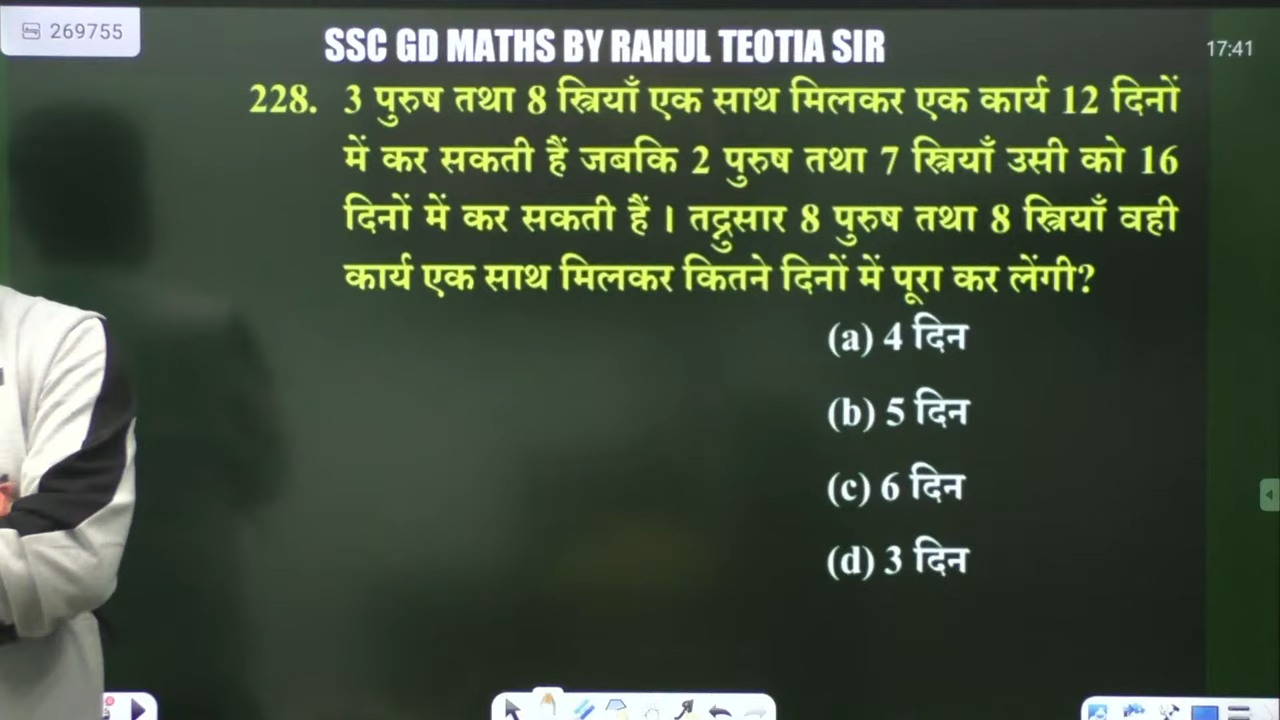 269755
SSC GD MATHS BY RAHUL TEOTIA SIR
17:41
228. 3 पुरुष तथा 8 स्त्रियाँ एक साथ मिलकर एक कार्य 12 दिनों
में कर सकती हैं जबकि 2 पुरुष तथा 7 स्त्रियाँ उसी को 16
दिनों में कर सकती हैं । तद्नुसार 8 पुरुष तथा 8 स्त्रियाँ वही
कार्य एक साथ मिलकर कितने दिनों में पूरा कर लेंगी?
(a) 4 दिन
(b) 5 दिन
(c) 6 दिन
(d) 3 दिन